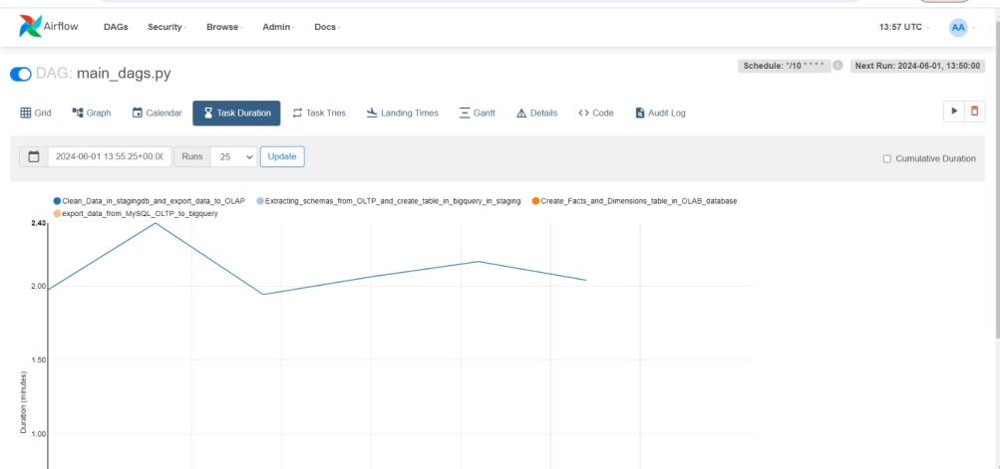 Airflow DAGs Security Browse Admin Docs 13:57 UTC AA
DAG: main_dags.py Schedule: */10 * * * * Next Run: 2024-06-01, 13:50:00
Grid Graph Calendar Task Duration Task Tries Landing Times Gantt Details Code Audit Log
2024-06-01 13:55:25+00:00 Runs 25 Update Cumulative Duration
Clean_Data_in_stagingdb_and_export_data_to_OLAP Extracting_schemas_from_OLTP_and_create_table_in_bigquery_in_staging Create_Facts_and_Dimensions_table_in_OLAB_database
export_data_from_MySQL_OLTP_to_bigquery
2.43
2.00
1.50
1.00
Duration (minutes)